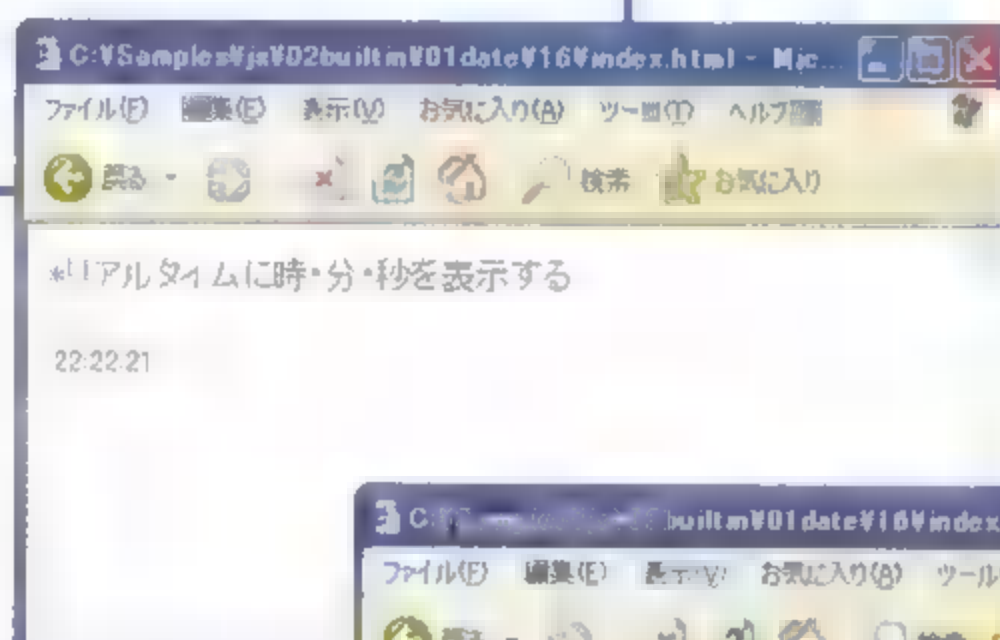 C:¥Samples¥js¥02builtin¥01date¥16¥index.html - Mic...
ファイル(F) 編集(E) 表示(V) お気に入り(A) ツール(T) ヘルプ
戻る 検索 お気に入り
*リアルタイムに時・分・秒を表示する
22:22:21
builtin¥01date¥16¥index
ファイル(F) 編集(E) 表示(V) お気に入り(A) ツール